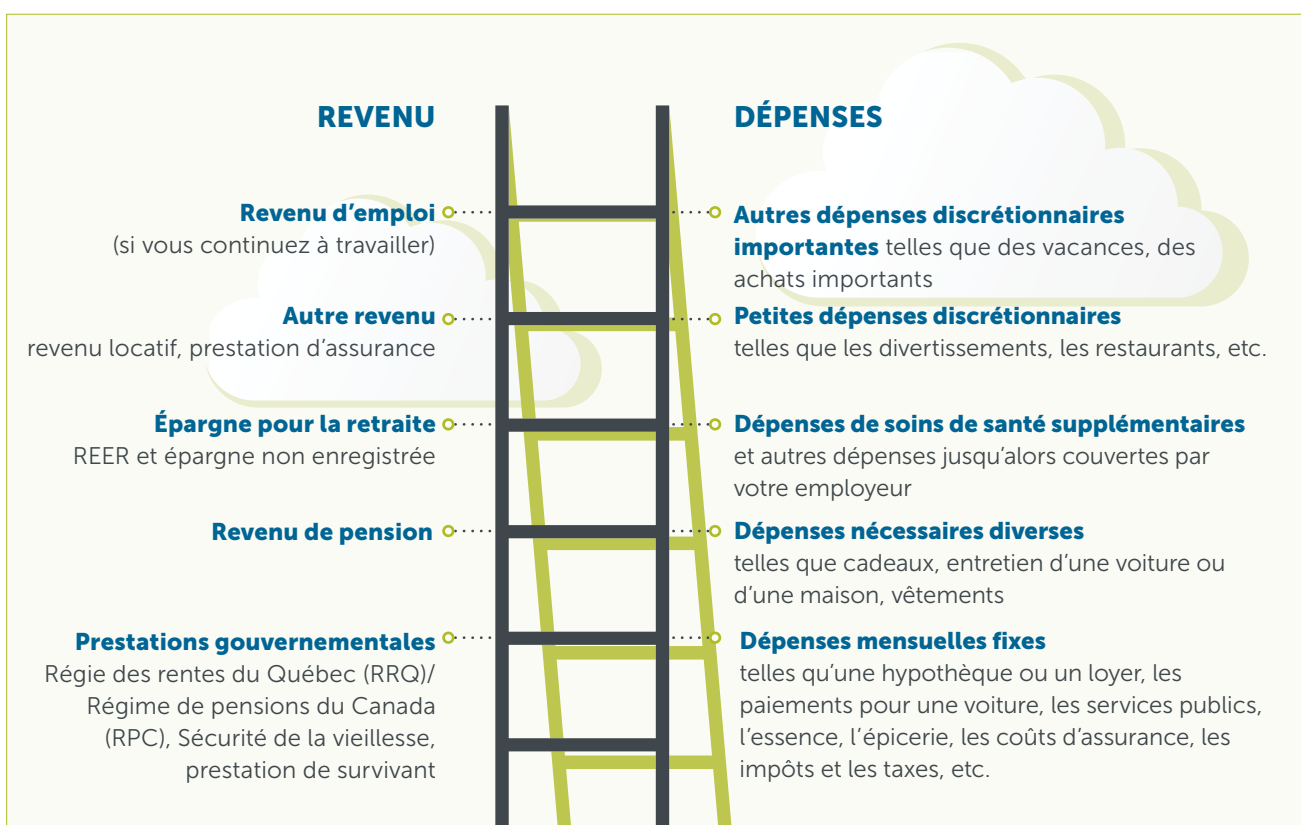 REVENU
Revenu d’emploi
(si vous continuez à travailler)
Autre revenu
revenu locatif, prestation d’assurance
Épargne pour la retraite
REER et épargne non enregistrée
Revenu de pension
Prestations gouvernementales
Régie des rentes du Québec (RRQ)/
Régime de pensions du Canada
(RPC), Sécurité de la vieillesse,
prestation de survivant
DÉPENSES
Autres dépenses discrétionnaires
importantes telles que des vacances, des
achats importants
Petites dépenses discrétionnaires
telles que les divertissements, les restaurants, etc.
Dépenses de soins de santé supplémentaires
et autres dépenses jusqu’alors couvertes par
votre employeur
Dépenses nécessaires diverses
telles que cadeaux, entretien d’une voiture ou
d’une maison, vêtements
Dépenses mensuelles fixes
telles qu’une hypothèque ou un loyer, les
paiements pour une voiture, les services publics,
l’essence, l’épicerie, les coûts d’assurance, les
impôts et les taxes, etc.